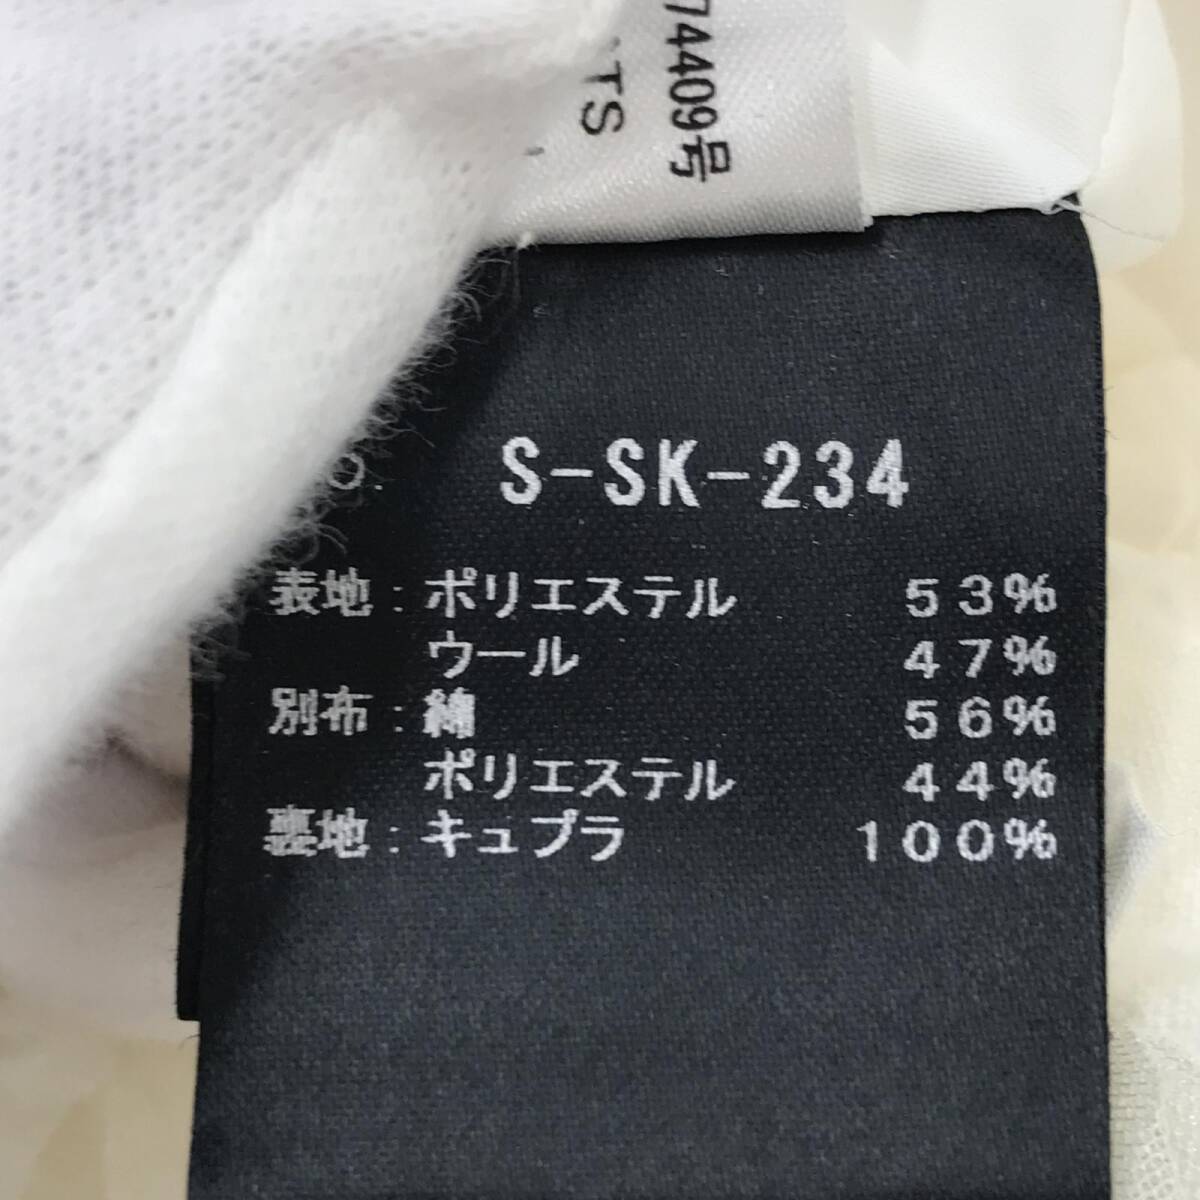 74409号
TS
o. S-SK-234
表地：ポリエステル 53%
ウール 47%
別布：綿 56%
ポリエステル 44%
裏地：キュプラ 100%